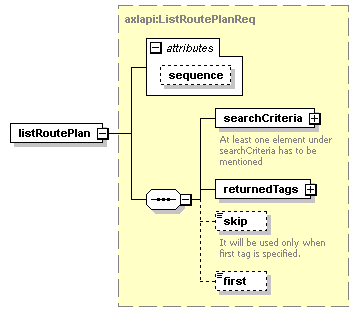 axlapi:ListRoutePlanReq
attributes
sequence
listRoutePlan
searchCriteria
At least one element under
searchCriteria has to be
mentioned
returnedTags
skip
It will be used only when
first tag is specified.
first